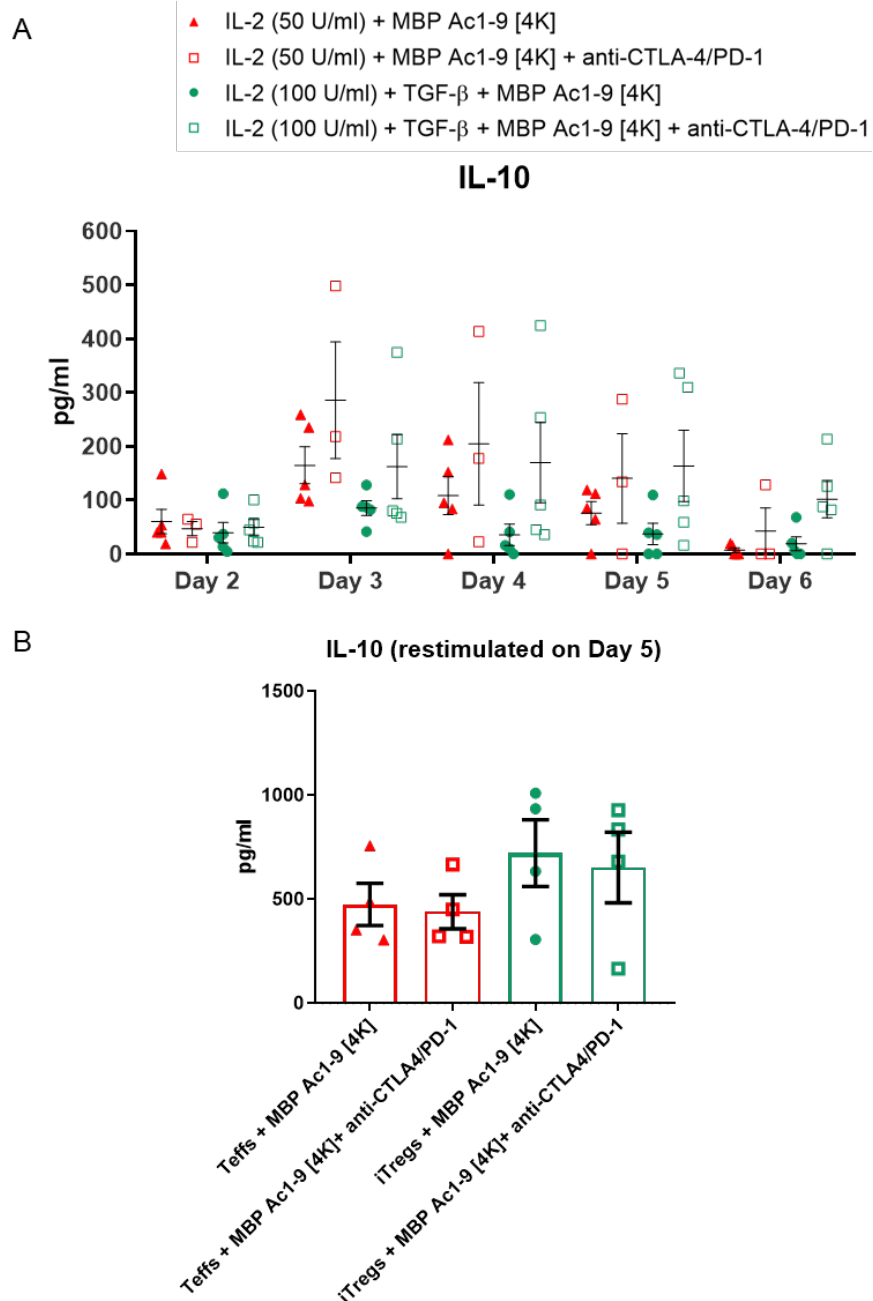 A
IL-2 (50 U/ml) + MBP Ac1-9 [4K]
IL-2 (50 U/ml) + MBP Ac1-9 [4K] + anti-CTLA-4/PD-1
IL-2 (100 U/ml) + TGF-β + MBP Ac1-9 [4K]
IL-2 (100 U/ml) + TGF-β + MBP Ac1-9 [4K] + anti-CTLA-4/PD-1
IL-10
600
500
400
300
200
100
0
pg/ml
Day 2
Day 3
Day 4
Day 5
Day 6
B
IL-10 (restimulated on Day 5)
1500
1000
500
0
pg/ml
Teffs + MBP Ac1-9 [4K]
Teffs + MBP Ac1-9 [4K]+ anti-CTLA4/PD-1
iTregs + MBP Ac1-9 [4K]
iTregs + MBP Ac1-9 [4K]+ anti-CTLA4/PD-1